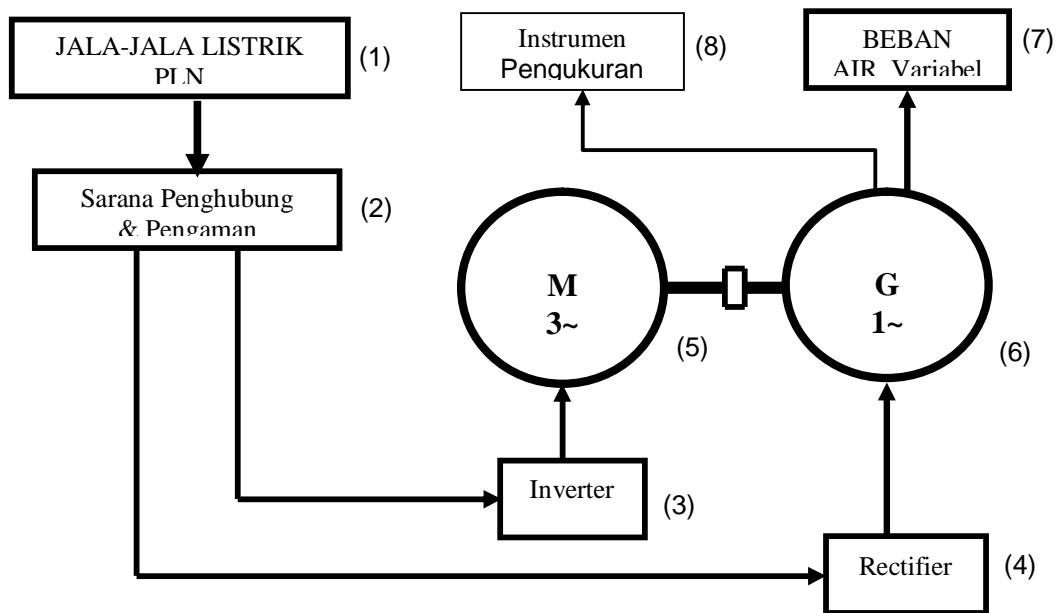 JALA-JALA LISTRIK
PLN
(1)
Instrumen
Pengukuran
(8)
BEBAN
AIR Variabel
(7)
Sarana Penghubung
& Pengaman
(2)
M
3~
(5)
G
1~
(6)
Inverter
(3)
Rectifier
(4)